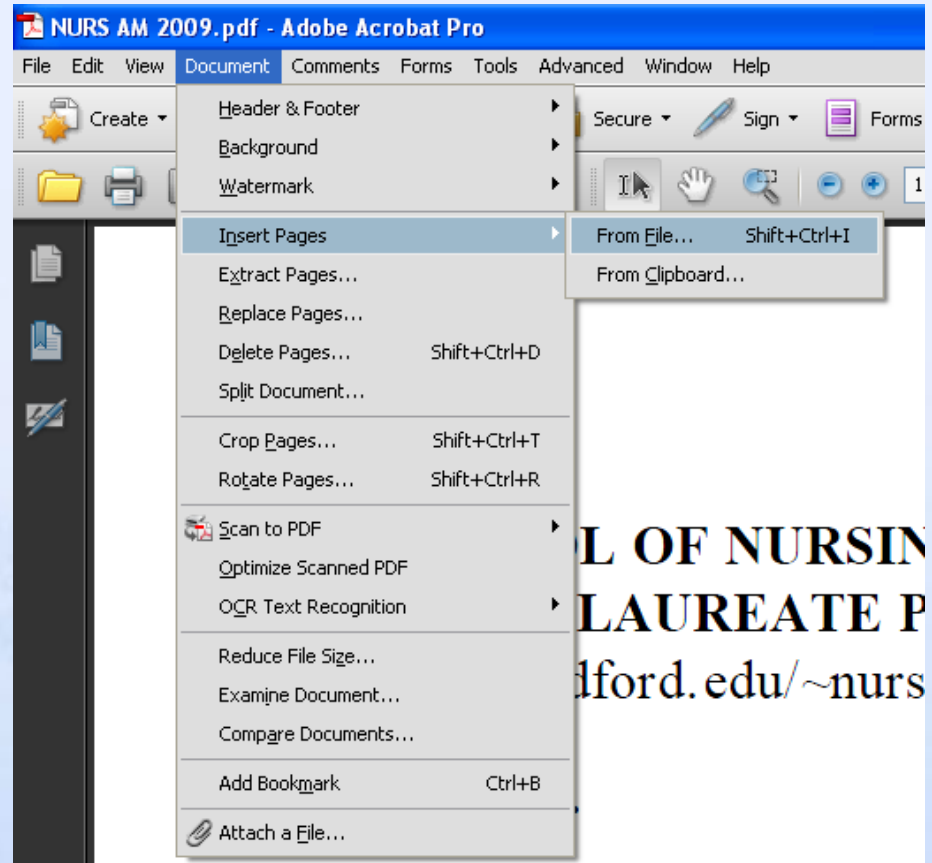 NURS AM 2009.pdf - Adobe Acrobat Pro
File Edit View Document Comments Forms Tools Advanced Window Help
Create Secure Sign Forms
1
Header & Footer
Background
Watermark
Insert Pages
From File... Shift+Ctrl+I
From Clipboard...
Extract Pages...
Replace Pages...
Delete Pages... Shift+Ctrl+D
Split Document...
Crop Pages... Shift+Ctrl+T
Rotate Pages... Shift+Ctrl+R
Scan to PDF
Optimize Scanned PDF
OCR Text Recognition
Reduce File Size...
Examine Document...
Compare Documents...
Add Bookmark Ctrl+B
Attach a File...
L OF NURSIN
LAUREATE P
dford.edu/~nurs